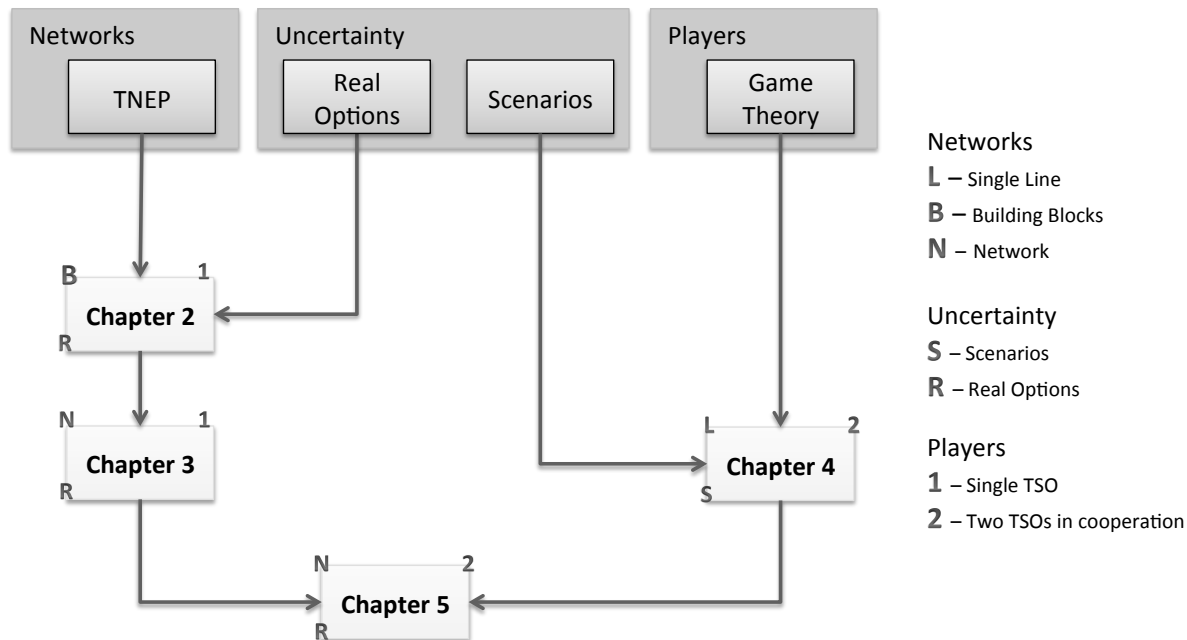 Networks
TNEP
Uncertainty
Real
Options
Scenarios
Players
Game
Theory
B
1
Chapter 2
R
N
1
Chapter 3
R
L
2
Chapter 4
S
N
2
Chapter 5
R
Networks
L – Single Line
B – Building Blocks
N – Network
Uncertainty
S – Scenarios
R – Real Options
Players
1 – Single TSO
2 – Two TSOs in cooperation